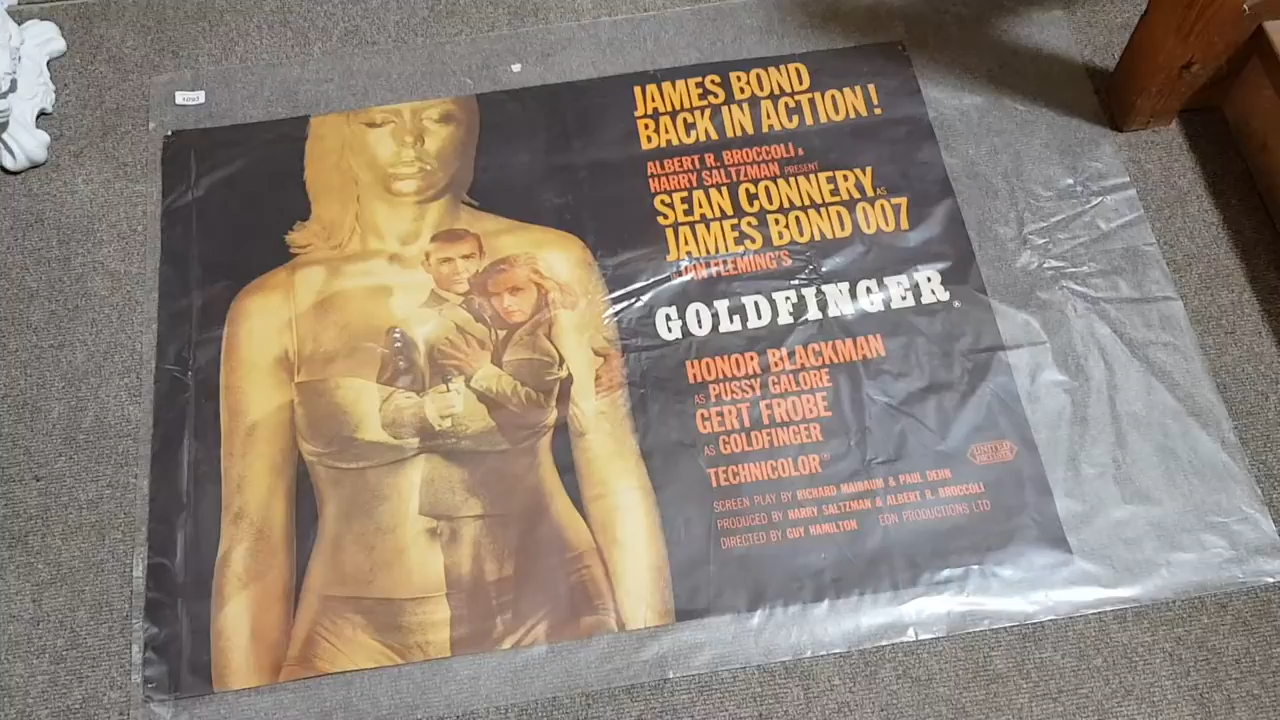 1093
JAMES BOND
BACK IN ACTION!
ALBERT R. BROCCOLI &
HARRY SALTZMAN PRESENT
SEAN CONNERY AS
JAMES BOND 007
IN IAN FLEMING'S
GOLDFINGER
HONOR BLACKMAN
AS PUSSY GALORE
GERT FROBE
AS GOLDFINGER
TECHNICOLOR®
UNITED
ARTISTS
SCREEN PLAY BY RICHARD MAIBAUM & PAUL DEHN
PRODUCED BY HARRY SALTZMAN & ALBERT R. BROCCOLI
DIRECTED BY GUY HAMILTON EON PRODUCTIONS LTD